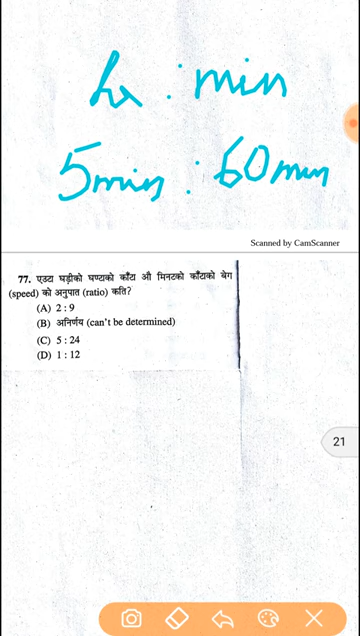 hr : min
5min : 60min
Scanned by CamScanner
77. एउटा घड़ीको घण्टाको काँटा औ मिनटको काँटाको बेग
(speed) को अनुपात (ratio) कति?
(A) 2 : 9
(B) अनिर्णय (can't be determined)
(C) 5 : 24
(D) 1 : 12
21